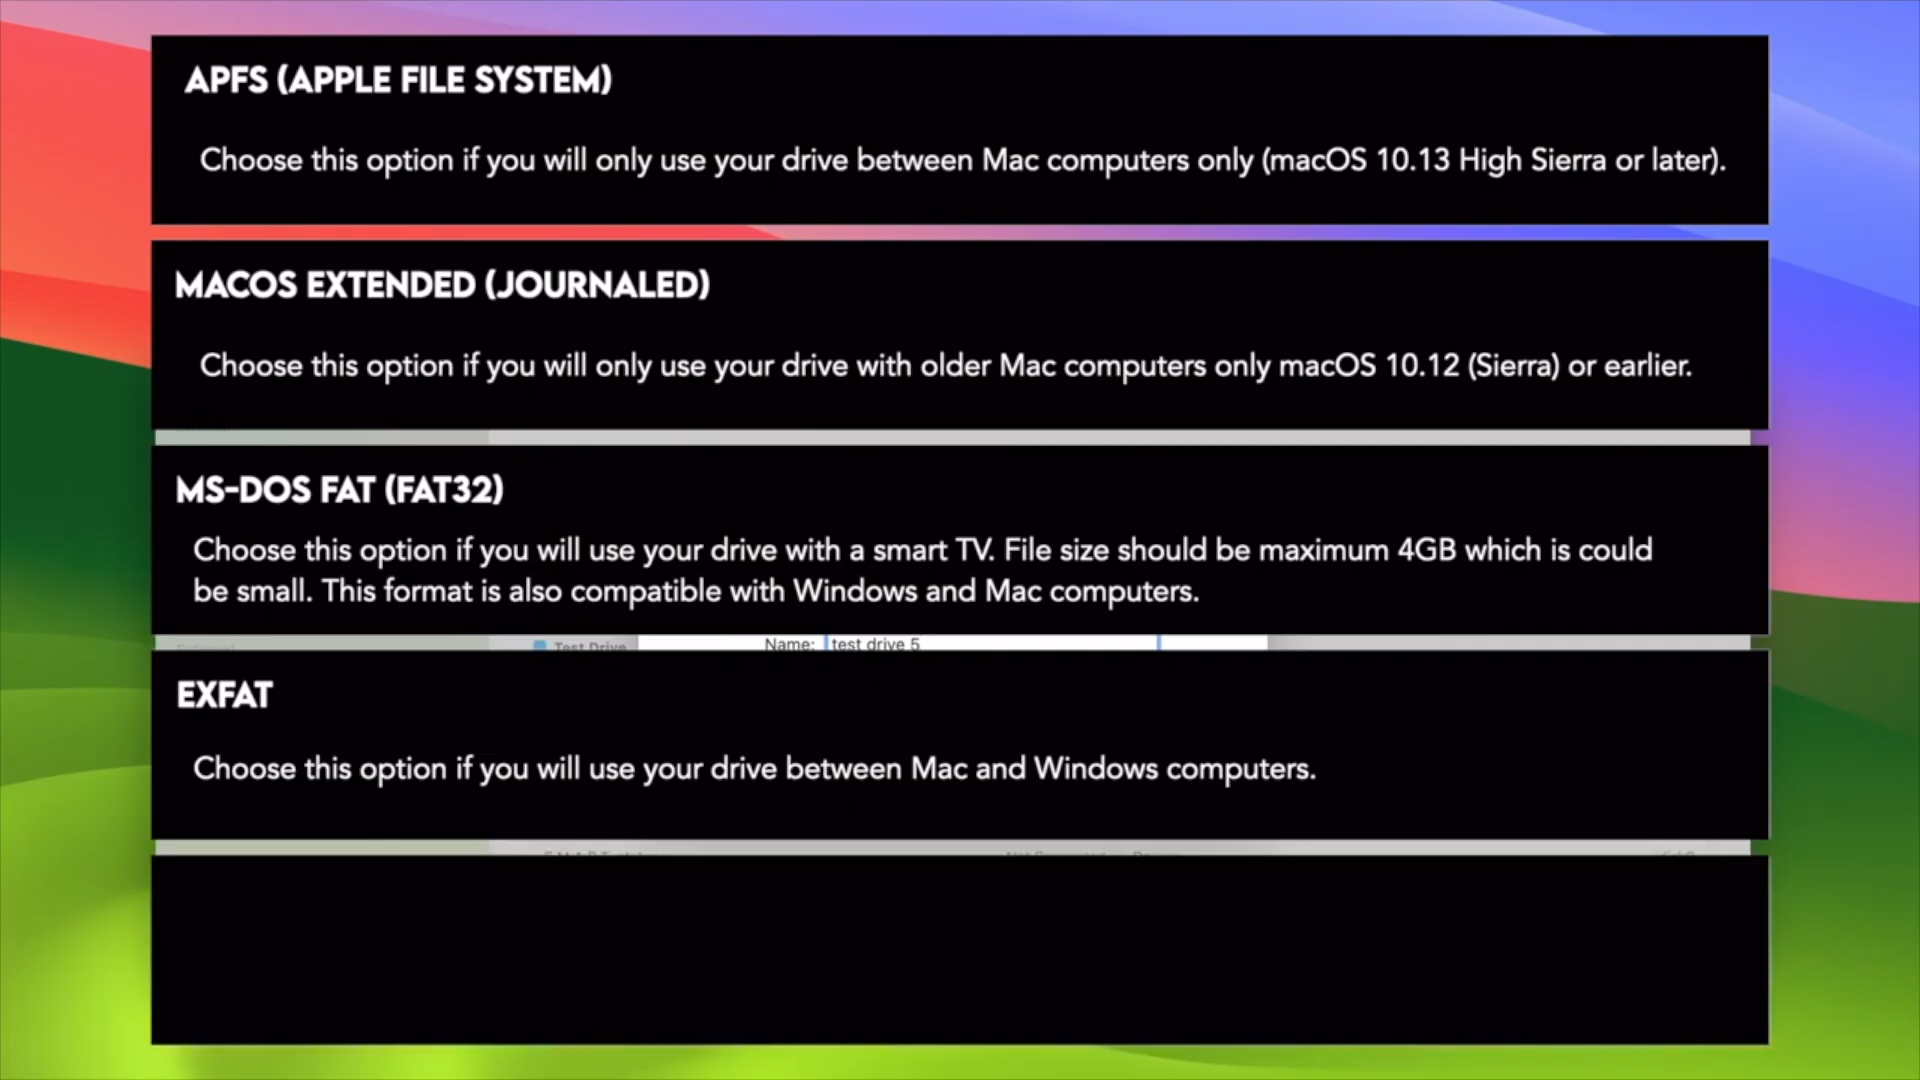 APFS (APPLE FILE SYSTEM)
Choose this option if you will only use your drive between Mac computers only (macOS 10.13 High Sierra or later).
MACOS EXTENDED (JOURNALED)
Choose this option if you will only use your drive with older Mac computers only macOS 10.12 (Sierra) or earlier.
MS-DOS FAT (FAT32)
Choose this option if you will use your drive with a smart TV. File size should be maximum 4GB which is could
be small. This format is also compatible with Windows and Mac computers.
Test Drive Name: test drive 5
EXFAT
Choose this option if you will use your drive between Mac and Windows computers.